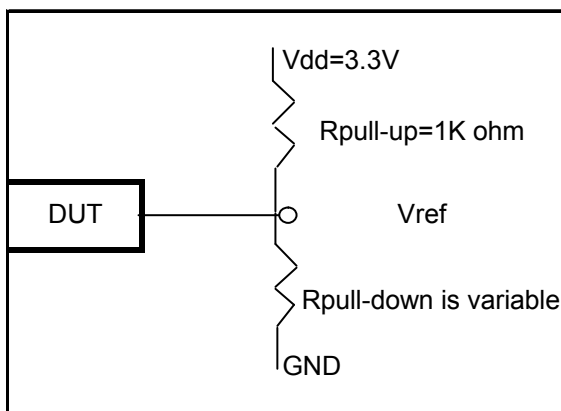 Vdd=3.3V
Rpull-up=1K ohm
DUT
Vref
Rpull-down is variable
GND